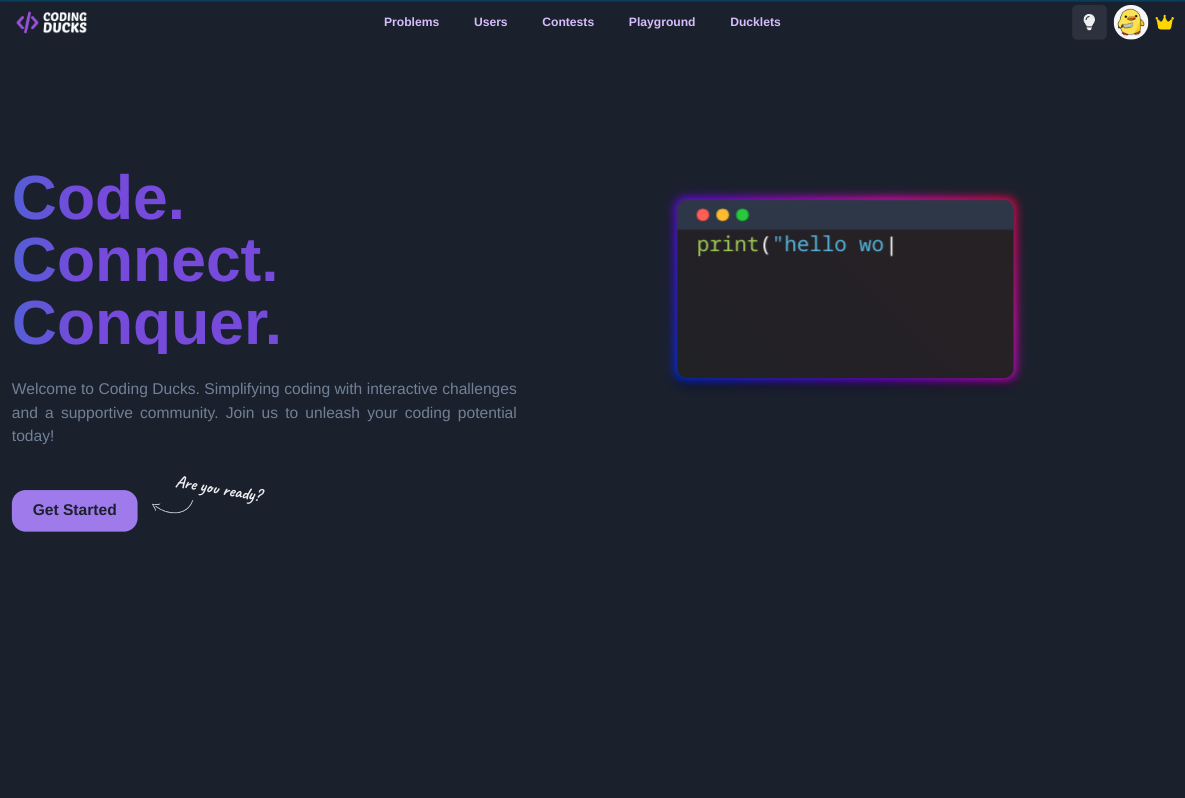 </> CODING
DUCKS
Problems Users Contests Playground Ducklets
Code.
Connect.
Conquer.
print("hello wo|
Welcome to Coding Ducks. Simplifying coding with interactive challenges
and a supportive community. Join us to unleash your coding potential
today!
Are you ready?
Get Started